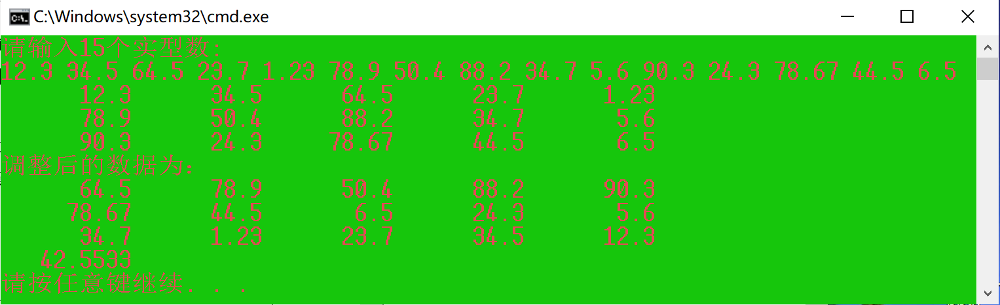 C:\Windows\system32\cmd.exe
请输入15个实型数:
12.3 34.5 64.5 23.7 1.23 78.9 50.4 88.2 34.7 5.6 90.3 24.3 78.67 44.5 6.5
12.3 34.5 64.5 23.7 1.23
78.9 50.4 88.2 34.7 5.6
90.3 24.3 78.67 44.5 6.5
调整后的数据为:
64.5 78.9 50.4 88.2 90.3
78.67 44.5 6.5 24.3 5.6
34.7 1.23 23.7 34.5 12.3
42.5533
请按任意键继续. . .